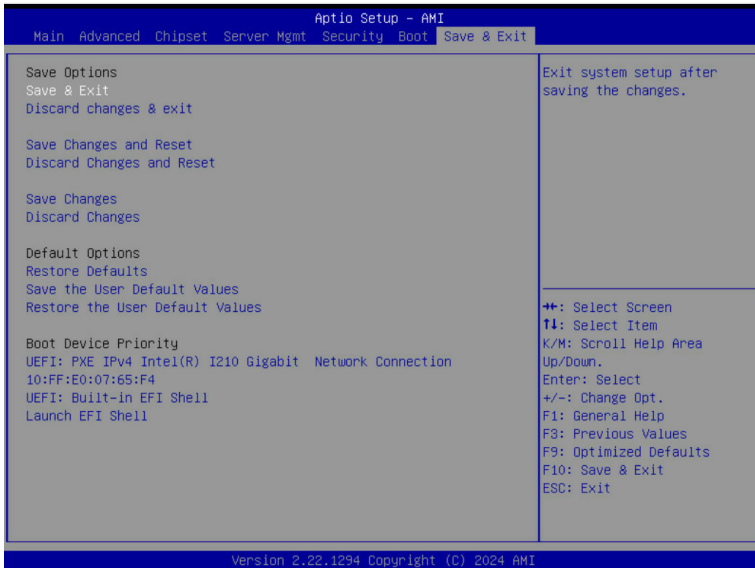 Aptio Setup - AMI
Main Advanced Chipset Server Mgmt Security Boot Save & Exit
Save Options
Save & Exit
Discard changes & exit
Save Changes and Reset
Discard Changes and Reset
Save Changes
Discard Changes
Default Options
Restore Defaults
Save the User Default Values
Restore the User Default Values
Boot Device Priority
UEFI: PXE IPv4 Intel(R) I210 Gigabit  Network Connection
10:FF:E0:07:65:F4
UEFI: Built-in EFI Shell
Launch EFI Shell
Exit system setup after
saving the changes.
→←: Select Screen
↑↓: Select Item
K/M: Scroll Help Area
Up/Down.
Enter: Select
+/-: Change Opt.
F1: General Help
F3: Previous Values
F9: Optimized Defaults
F10: Save & Exit
ESC: Exit
Version 2.22.1294 Copyright (C) 2024 AMI